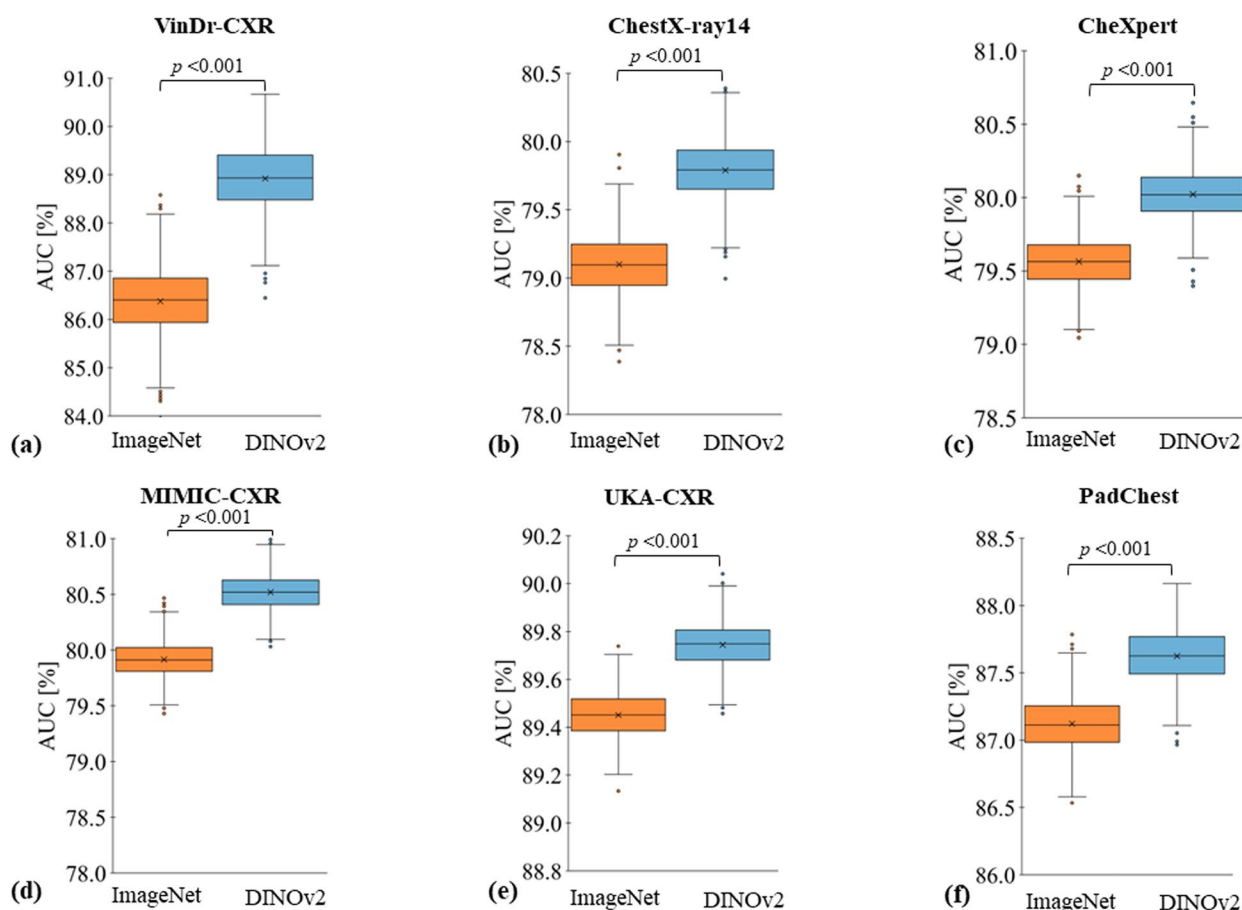 VinDr-CXR
p <0.001
AUC [%]
91.0
90.0
89.0
88.0
87.0
86.0
85.0
84.0
ImageNet
DINOv2
(a)
ChestX-ray14
p <0.001
AUC [%]
80.5
80.0
79.5
79.0
78.5
78.0
ImageNet
DINOv2
(b)
CheXpert
p <0.001
AUC [%]
81.0
80.5
80.0
79.5
79.0
78.5
ImageNet
DINOv2
(c)
MIMIC-CXR
p <0.001
AUC [%]
81.0
80.5
80.0
79.5
79.0
78.5
78.0
ImageNet
DINOv2
(d)
UKA-CXR
p <0.001
AUC [%]
90.2
90.0
89.8
89.6
89.4
89.2
89.0
88.8
ImageNet
DINOv2
(e)
PadChest
p <0.001
AUC [%]
88.5
88.0
87.5
87.0
86.5
86.0
ImageNet
DINOv2
(f)